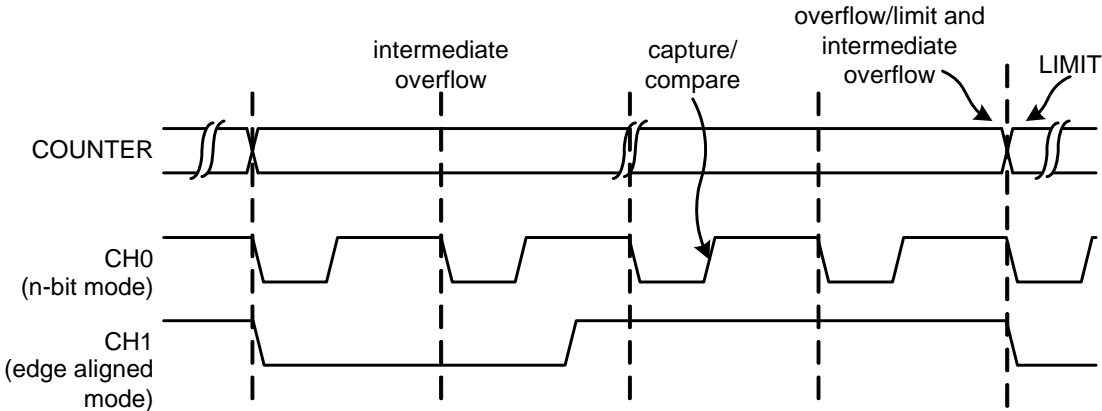 overflow/limit and
intermediate
overflow
intermediate
overflow
capture/
compare
LIMIT
COUNTER
CH0
(n-bit mode)
CH1
(edge aligned
mode)